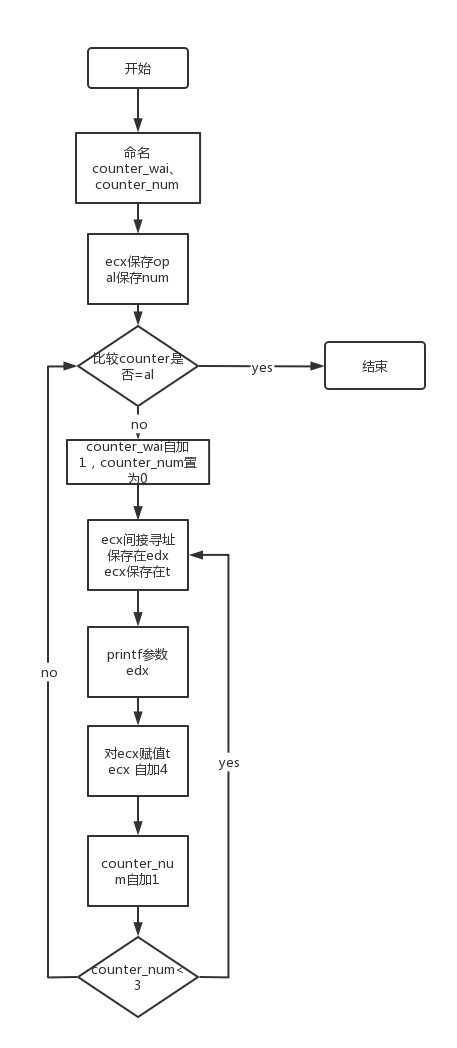 开始
命名
counter_wai、
counter_num
ecx保存op
al保存num
比较counter是
否=al
yes
结束
no
counter_wai自加
1，counter_num置
为0
ecx间接寻址
保存在edx
ecx保存在t
printf参数
edx
no
对ecx赋值t
ecx 自加4
yes
counter_nu
m自加1
counter_num<
3